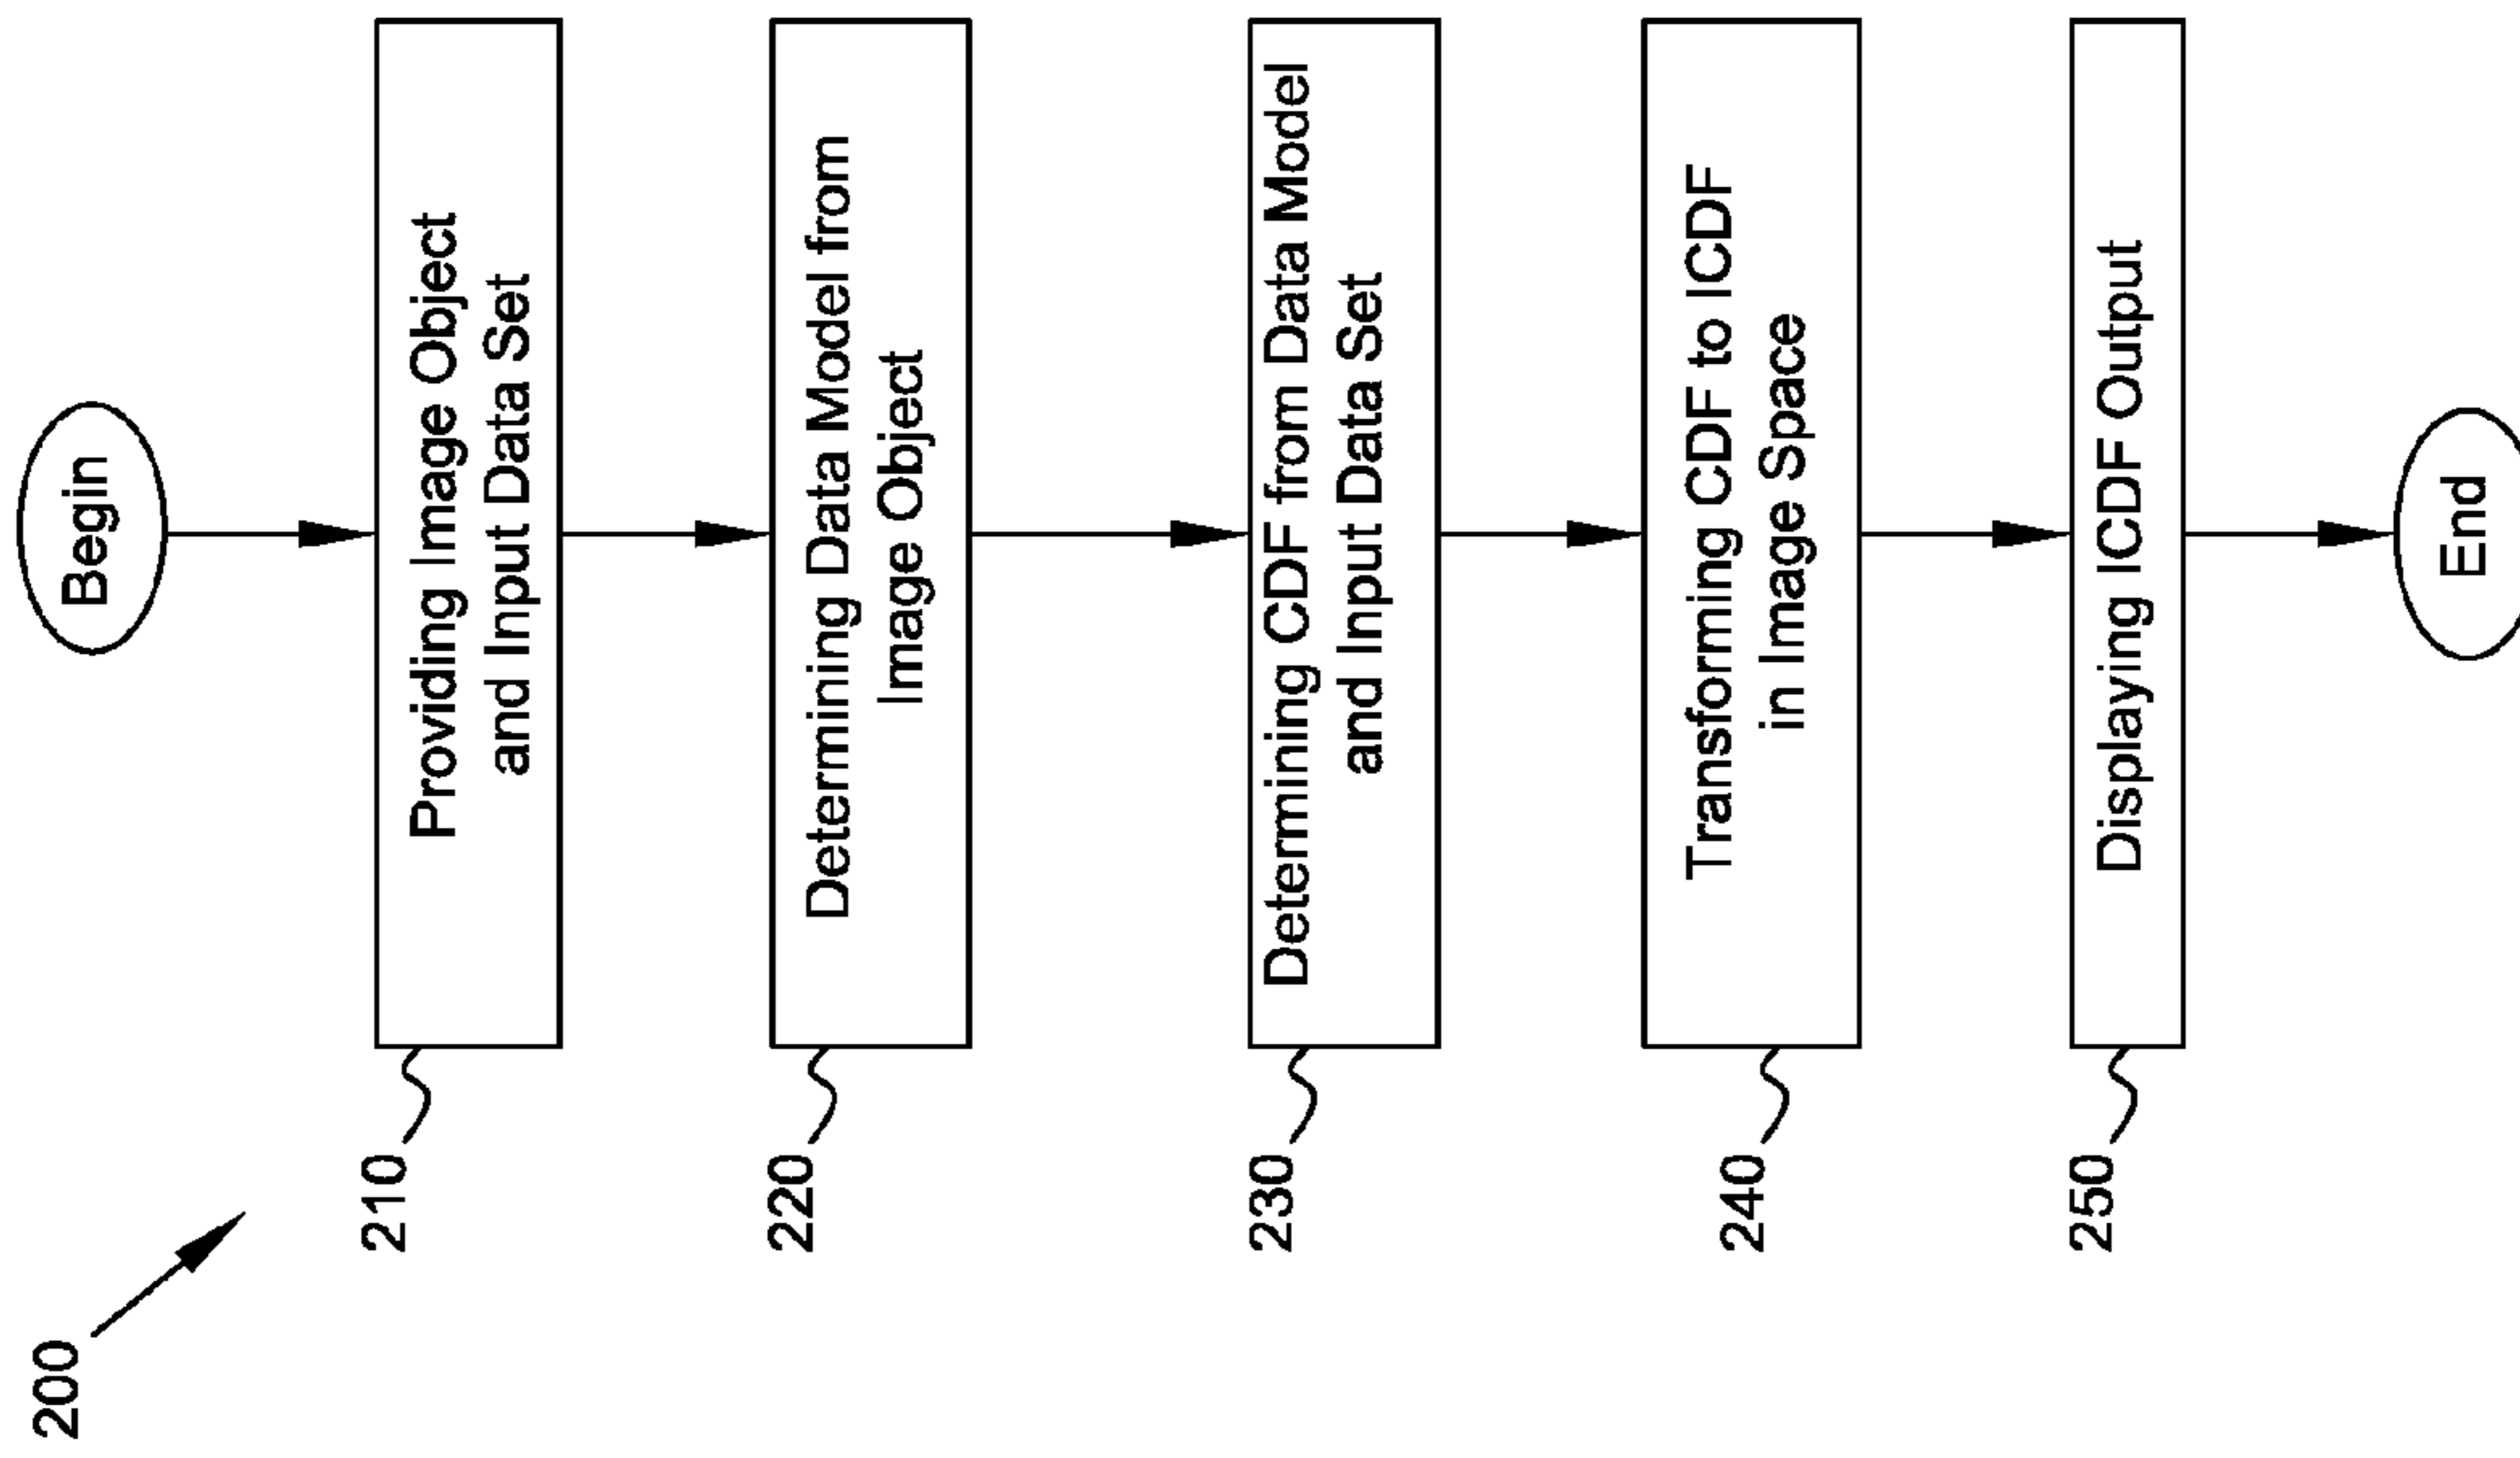 200
Begin
210
Providing Image Object
and Input Data Set
220
Determining Data Model from
Image Object
230
Determining CDF from Data Model
and Input Data Set
240
Transforming CDF to ICDF
in Image Space
250
Displaying ICDF Output
End